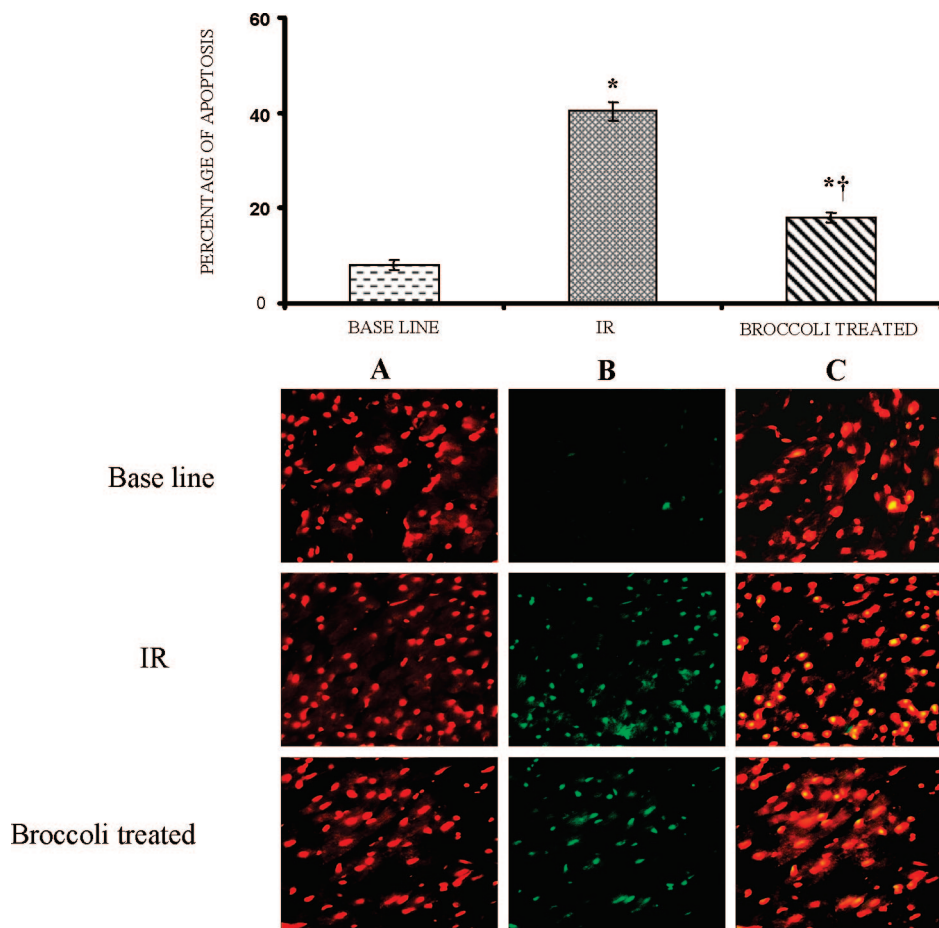 PERCENTAGE OF APOPTOSIS
60
40
20
0
*
*†
BASE LINE IR BROCCOLI TREATED
A B C
Base line
IR
Broccoli treated